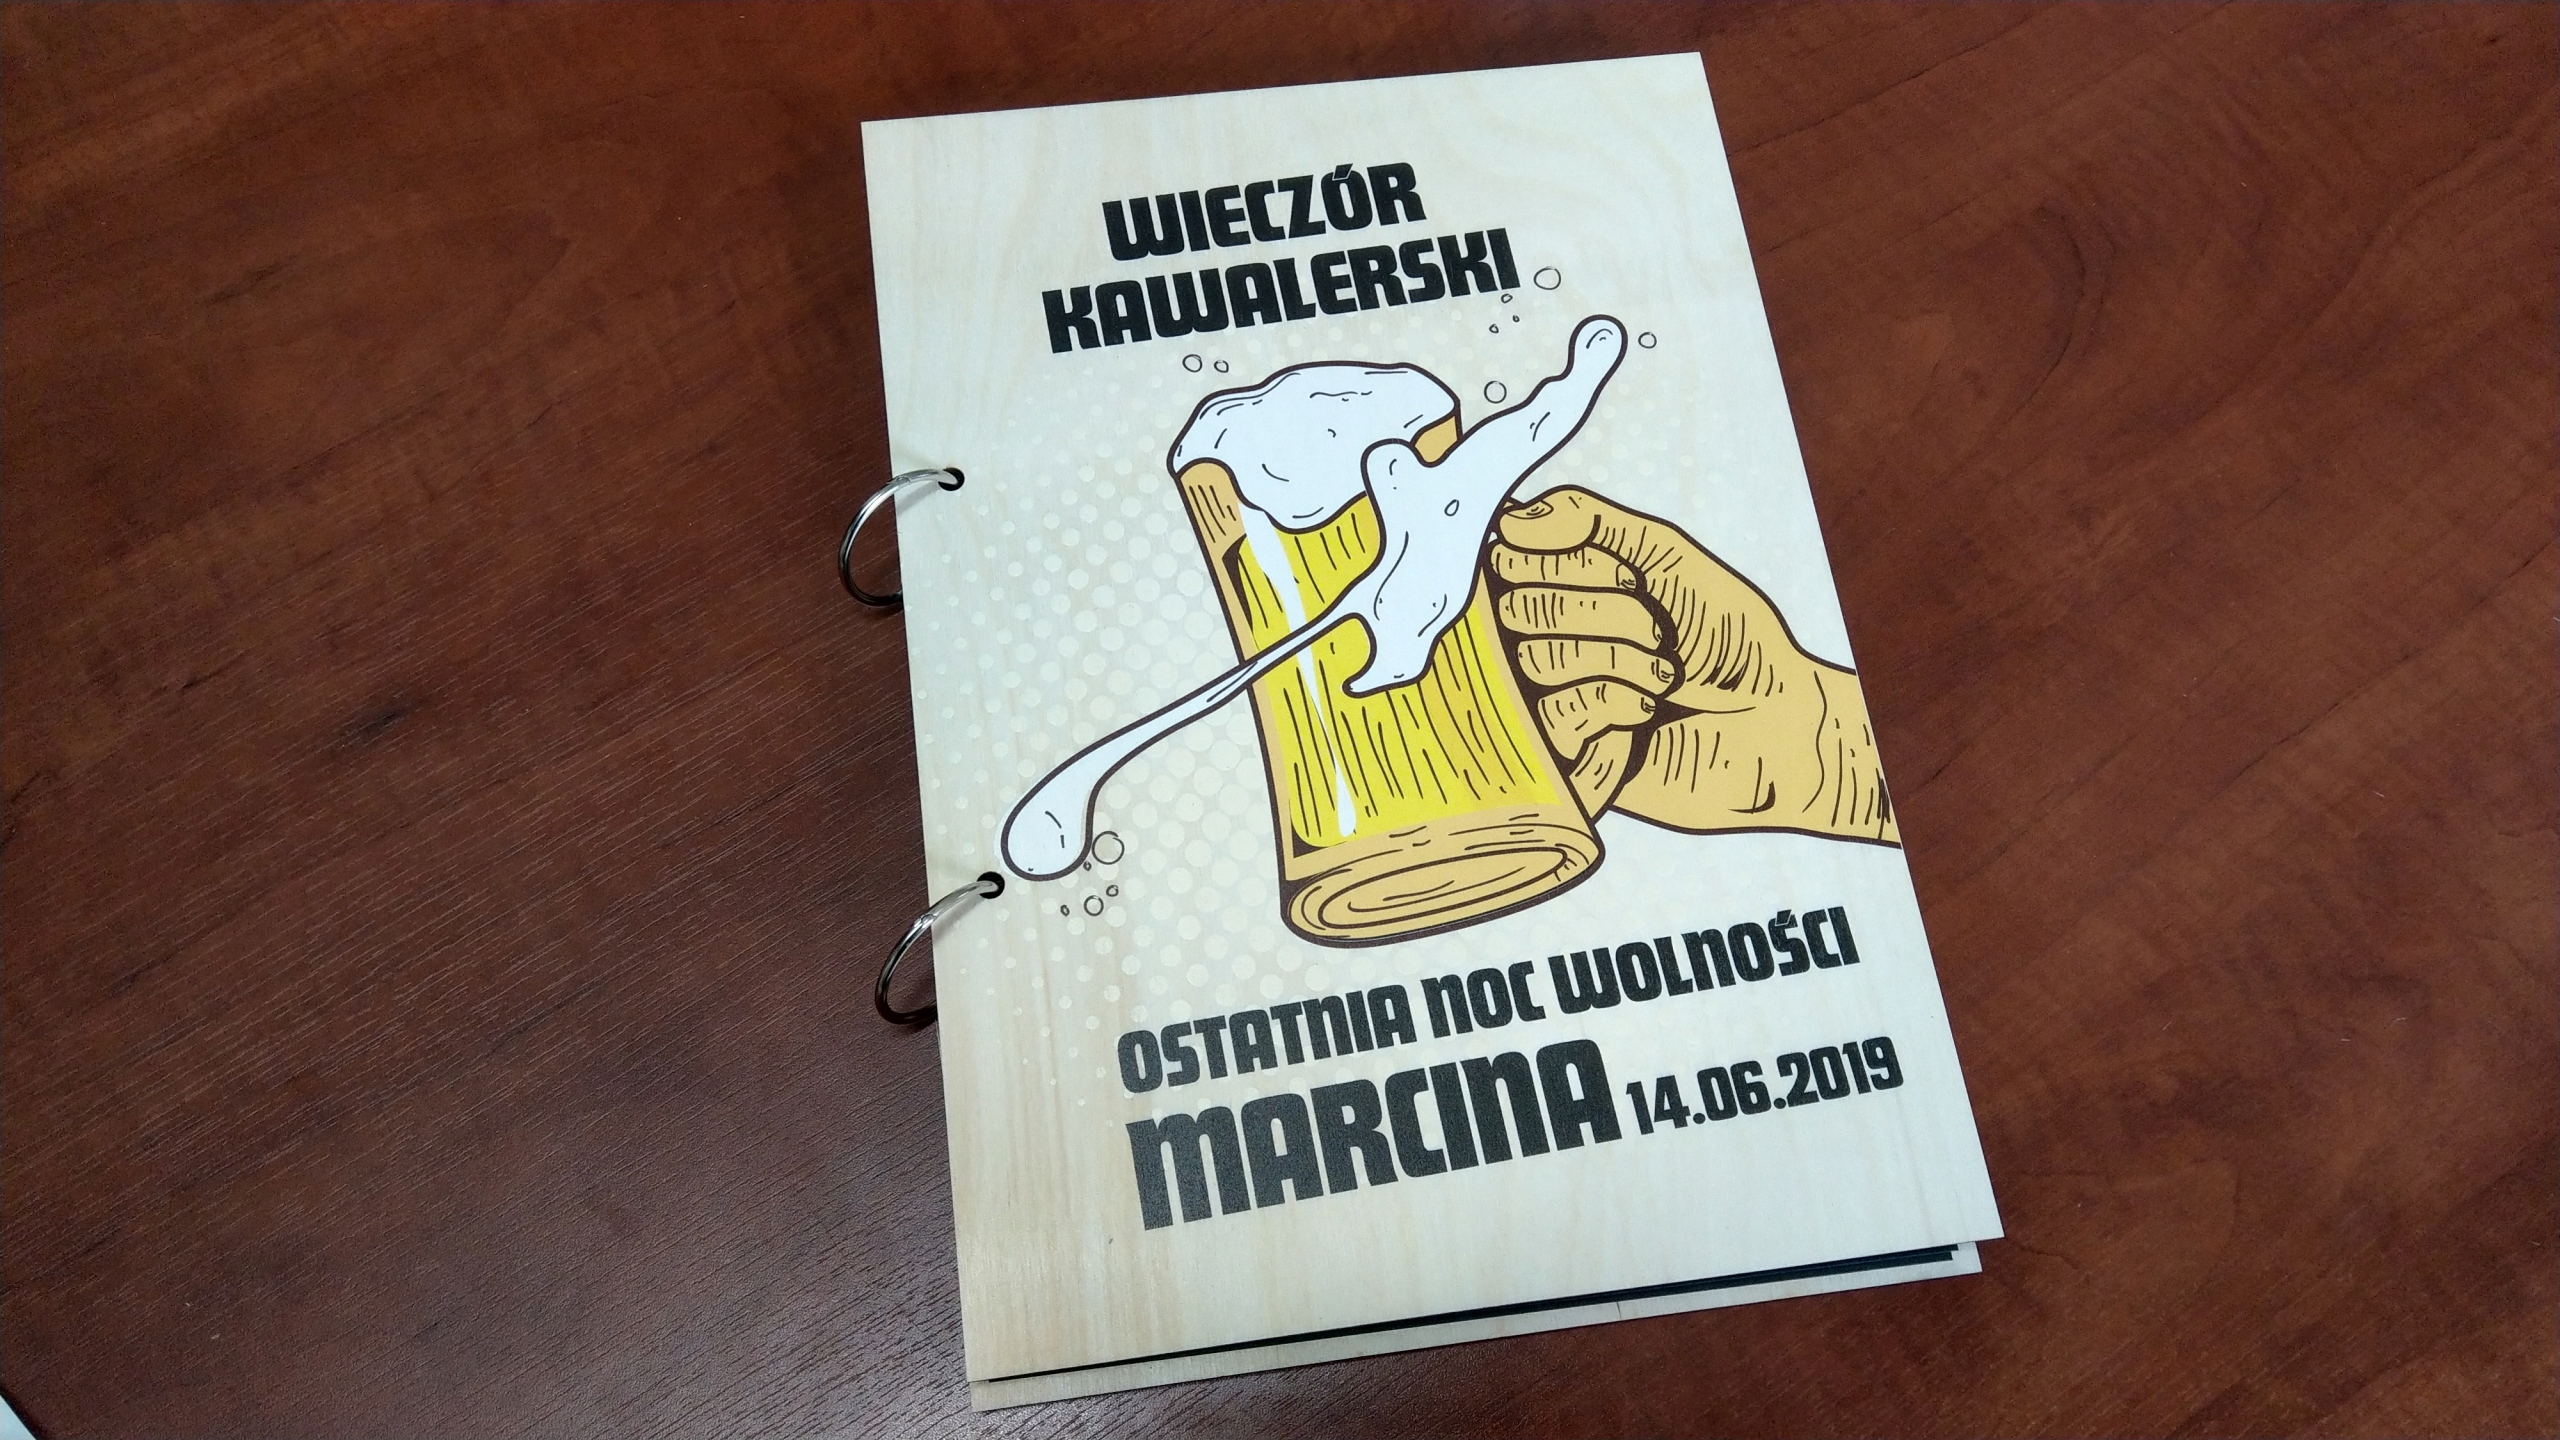 WIECZÓR
KAWALERSKI
OSTATNIA NOC WOLNOŚCI
MARCINA 14.06.2019